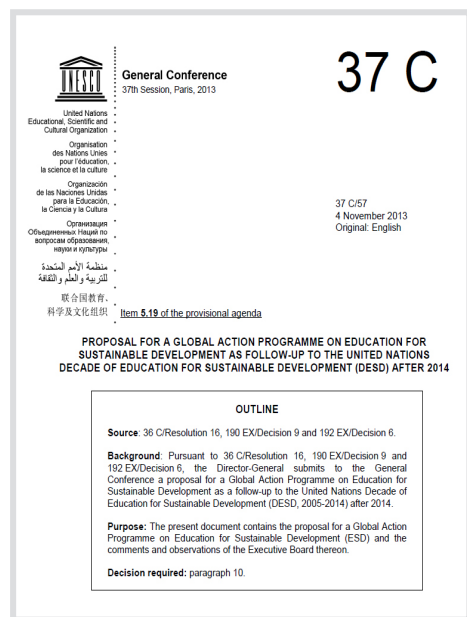 UNESCO
General Conference
37th Session, Paris, 2013
37 C
United Nations
Educational, Scientific and
Cultural Organization
Organisation
des Nations Unies
pour l'éducation,
la science et la culture
Organización
de las Naciones Unidas
para la Educación,
la Ciencia y la Cultura
Организация
Объединенных Наций по
вопросам образования,
науки и культуры
منظمة الأمم المتحدة
للتربية والعلم والثقافة
联合国教育、
科学及文化组织
37 C/57
4 November 2013
Original: English
Item 5.19 of the provisional agenda
PROPOSAL FOR A GLOBAL ACTION PROGRAMME ON EDUCATION FOR
SUSTAINABLE DEVELOPMENT AS FOLLOW-UP TO THE UNITED NATIONS
DECADE OF EDUCATION FOR SUSTAINABLE DEVELOPMENT (DESD) AFTER 2014
OUTLINE
Source: 36 C/Resolution 16, 190 EX/Decision 9 and 192 EX/Decision 6.
Background: Pursuant to 36 C/Resolution 16, 190 EX/Decision 9 and
192 EX/Decision 6, the Director-General submits to the General
Conference a proposal for a Global Action Programme on Education for
Sustainable Development as a follow-up to the United Nations Decade of
Education for Sustainable Development (DESD, 2005-2014) after 2014.
Purpose: The present document contains the proposal for a Global Action
Programme on Education for Sustainable Development (ESD) and the
comments and observations of the Executive Board thereon.
Decision required: paragraph 10.